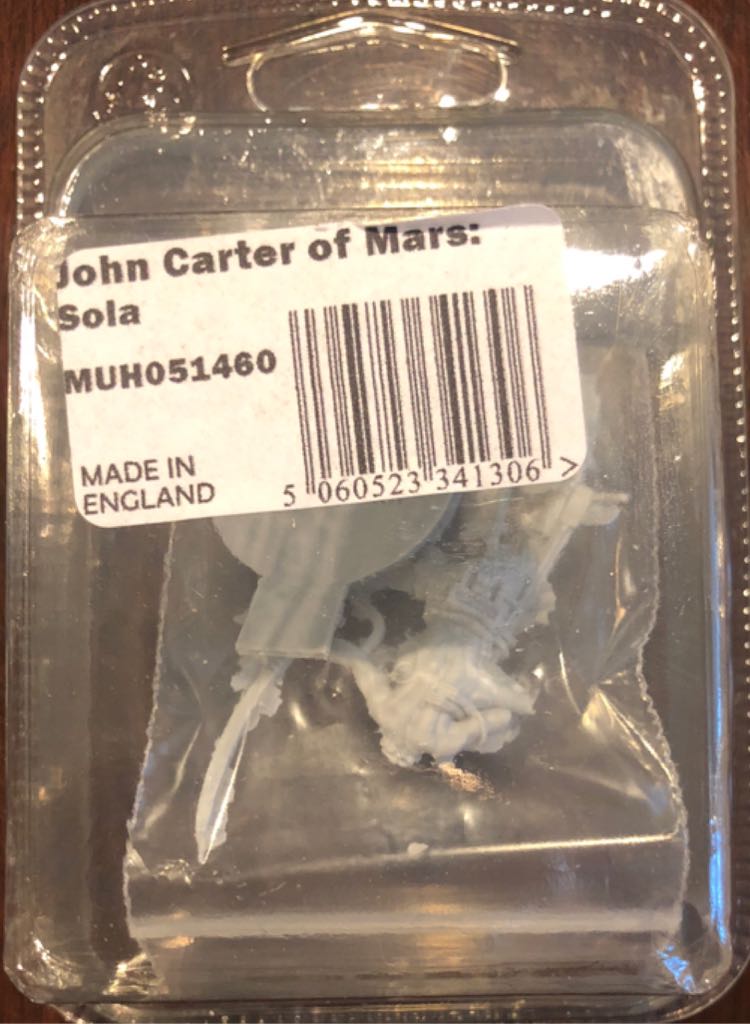 John Carter of Mars:
Sola
MUH051460
MADE IN
ENGLAND
5 060523 341306 >